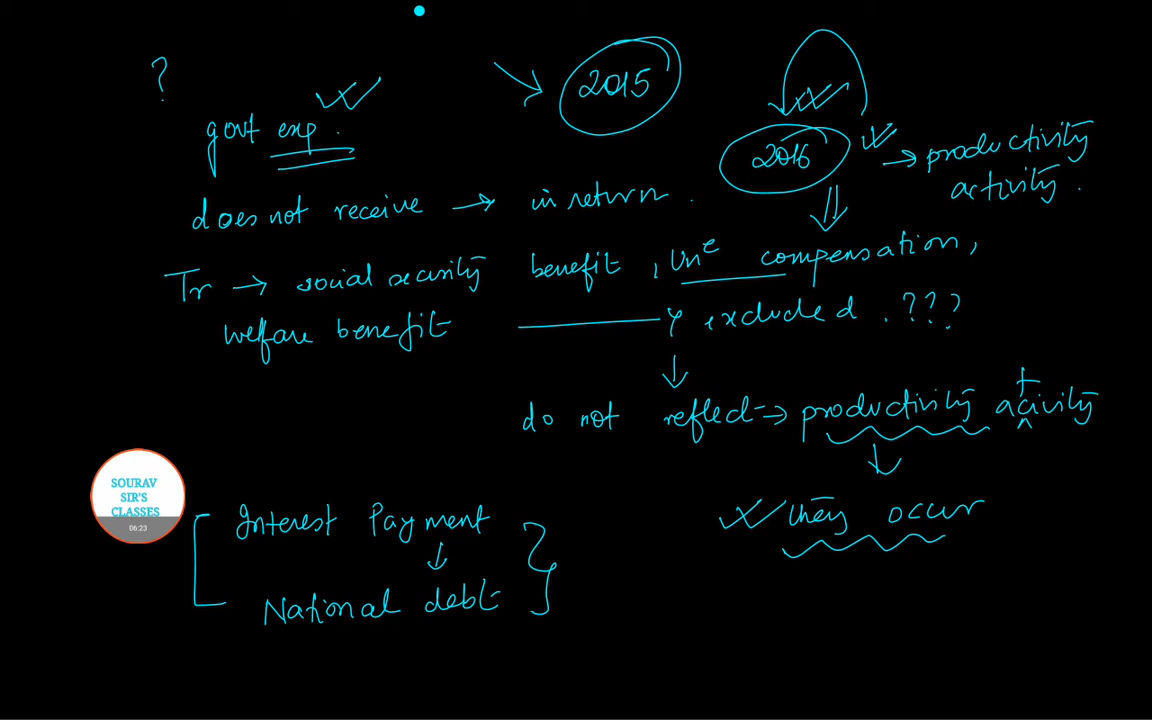 ?
2015
govt exp.
2016 → productivity
activity.
does not receive → in return.
Tr → social security benefit, Un^e compensation,
welfare benefit y excluded. ???
do not reflect ⇒ productivity activity
SOURAV
SIR'S
CLASSES
06:23
Interest Payment
they occur
National debt